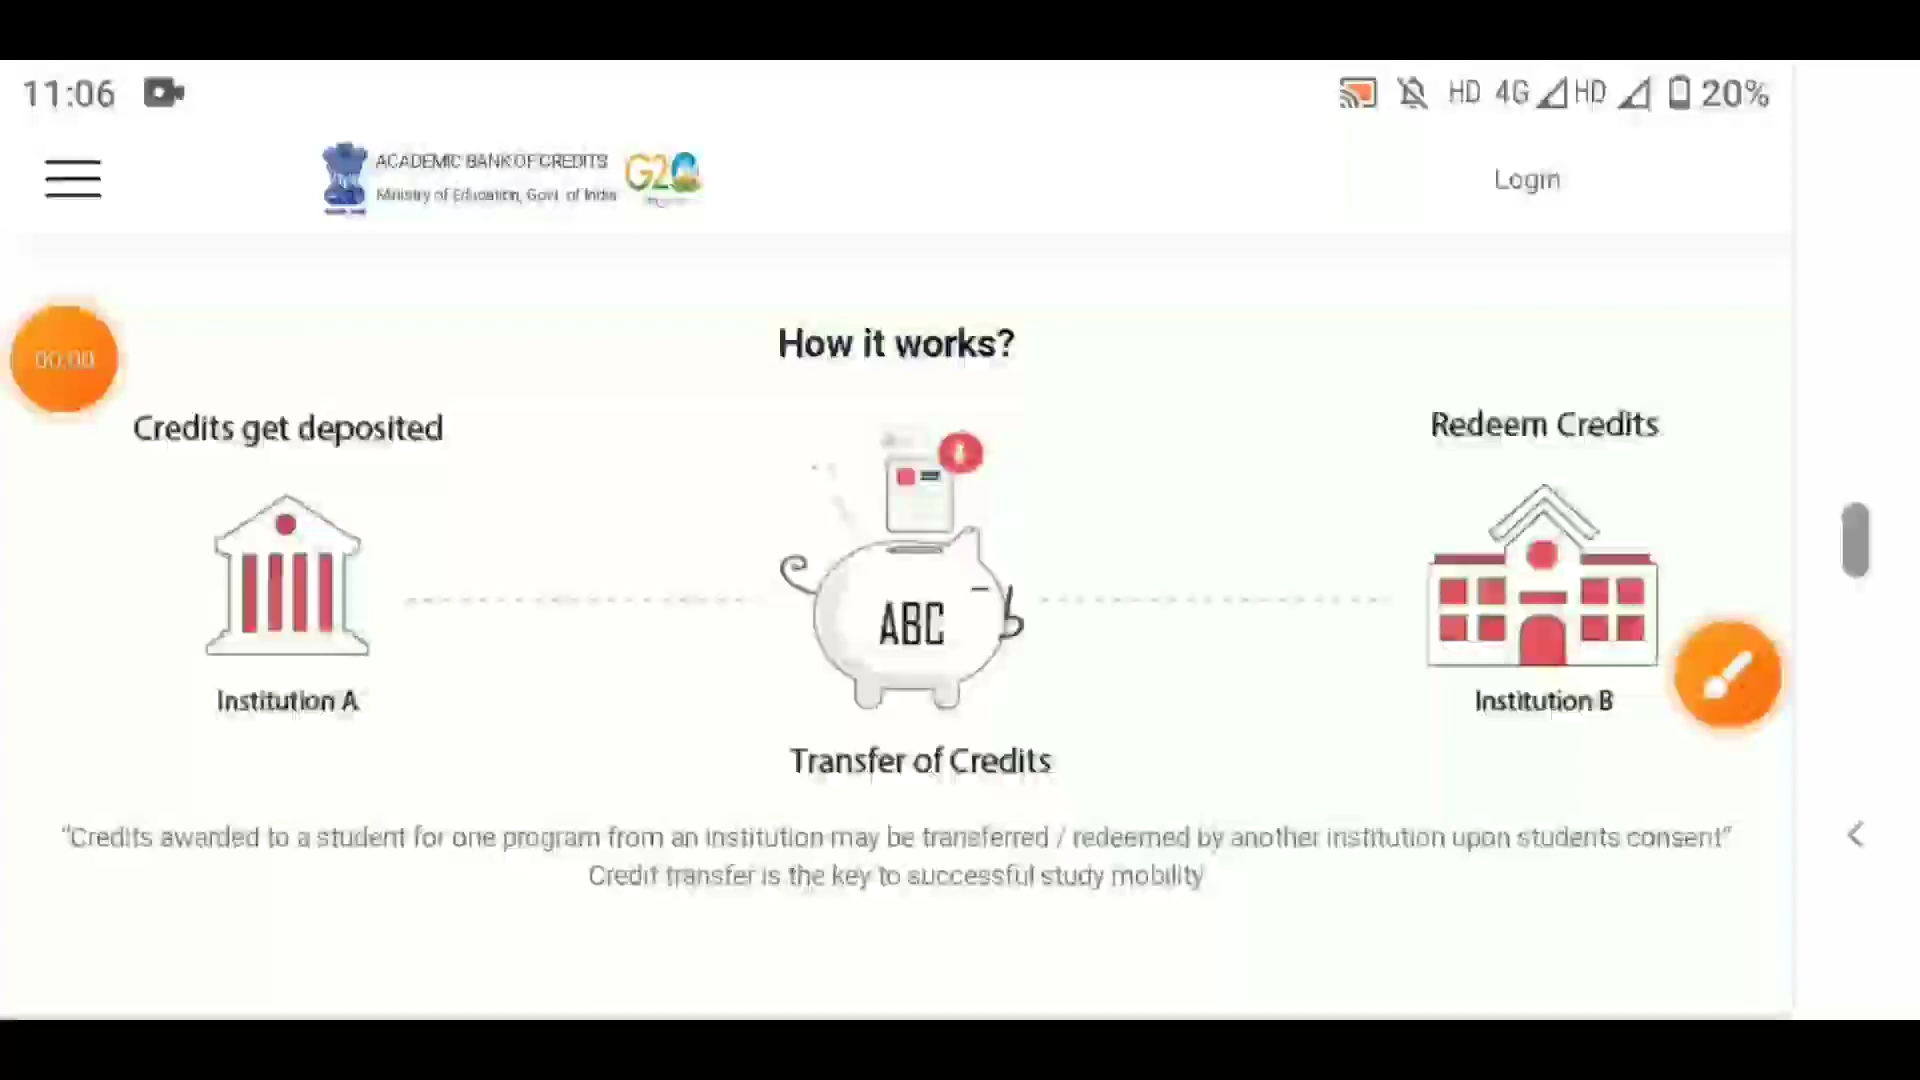 11:06 HD 4G HD 20%
ACADEMIC BANK OF CREDITS
Ministry of Education, Govt. of India
G20
Login
How it works?
00:00
Credits get deposited
Redeem Credits
ABC
Institution A
Institution B
Transfer of Credits
"Credits awarded to a student for one program from an institution may be transferred / redeemed by another institution upon students consent"
Credit transfer is the key to successful study mobility